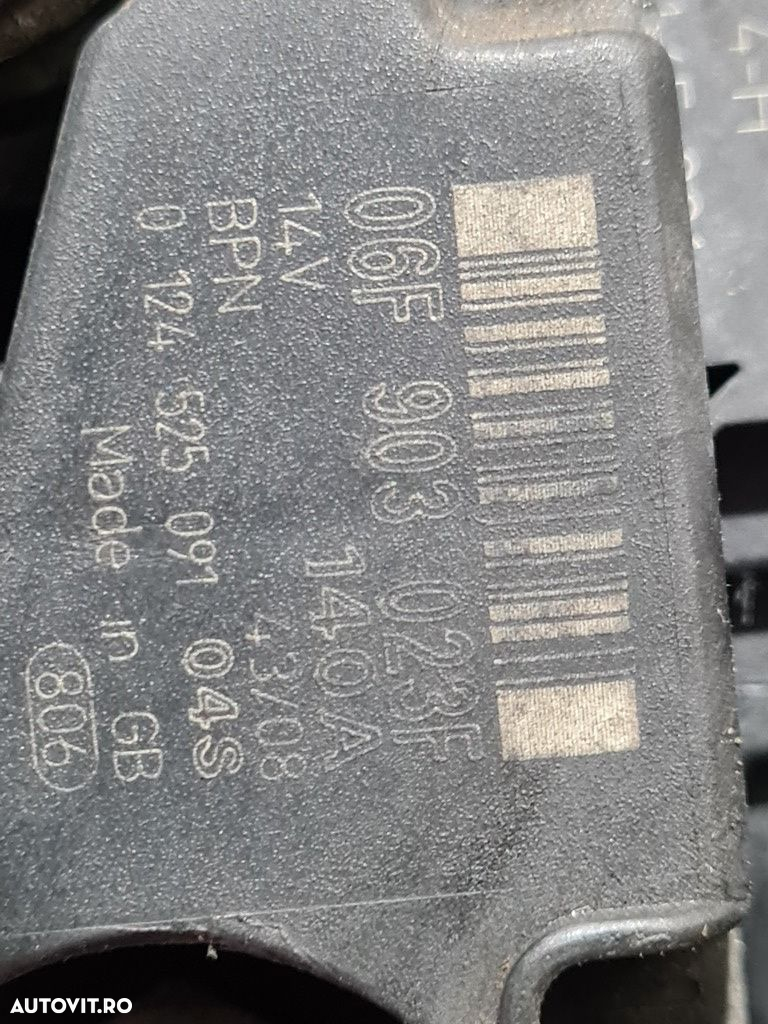 06F 903 023F
14V 140A
BPN 43/08
0 124 525 091 04S
Made in GB
806
4-H
AUTOVIT.RO